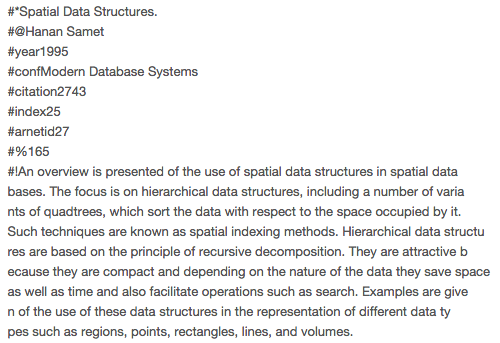 #*Spatial Data Structures.
#@Hanan Samet
#year1995
#confModern Database Systems
#citation2743
#index25
#arnetid27
#%165
#!An overview is presented of the use of spatial data structures in spatial data
bases. The focus is on hierarchical data structures, including a number of varia
nts of quadtrees, which sort the data with respect to the space occupied by it.
Such techniques are known as spatial indexing methods. Hierarchical data structu
res are based on the principle of recursive decomposition. They are attractive b
ecause they are compact and depending on the nature of the data they save space
as well as time and also facilitate operations such as search. Examples are give
n of the use of these data structures in the representation of different data ty
pes such as regions, points, rectangles, lines, and volumes.